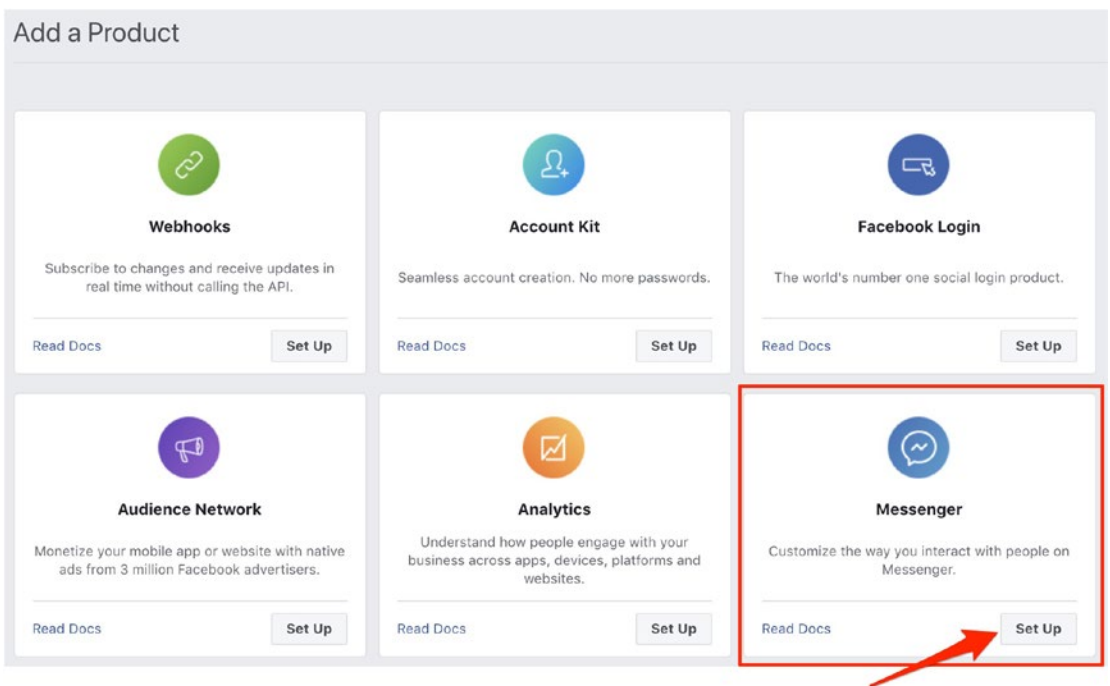 Add a Product
Webhooks
Subscribe to changes and receive updates in
real time without calling the API.
Read Docs
Set Up
Account Kit
Seamless account creation. No more passwords.
Read Docs
Set Up
Facebook Login
The world's number one social login product.
Read Docs
Set Up
Audience Network
Monetize your mobile app or website with native
ads from 3 million Facebook advertisers.
Read Docs
Set Up
Analytics
Understand how people engage with your
business across apps, devices, platforms and
websites.
Read Docs
Set Up
Messenger
Customize the way you interact with people on
Messenger.
Read Docs
Set Up